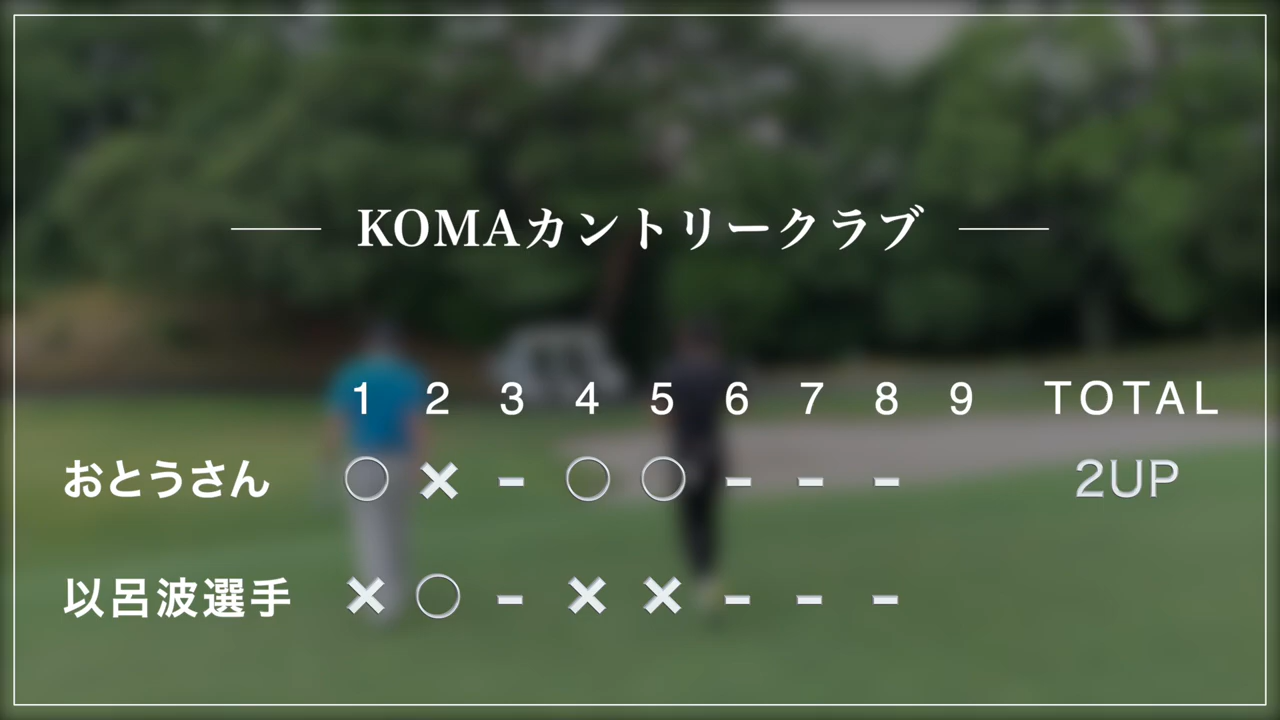 KOMAカントリークラブ
1 2 3 4 5 6 7 8 9 TOTAL
おとうさん ○ × - ○ ○ - - - 2UP
以呂波選手 × ○ - × × - - -